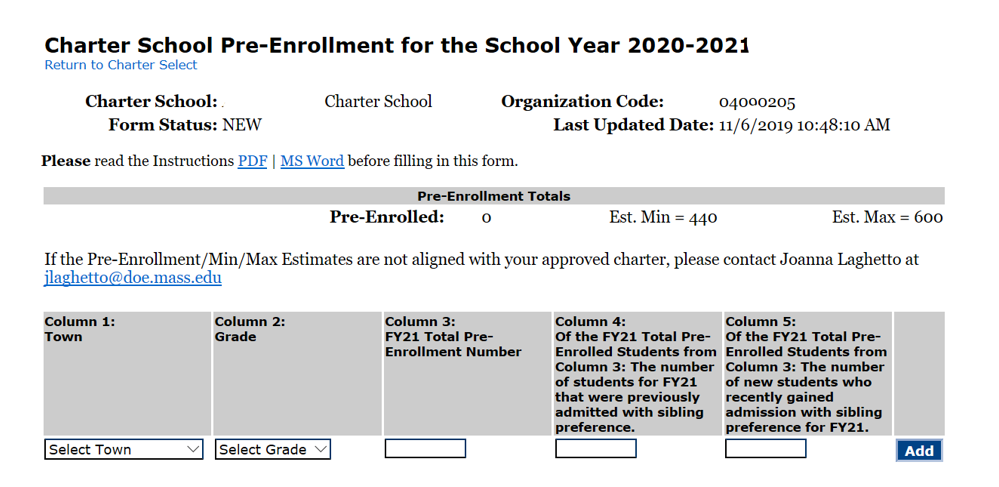 Charter School Pre-Enrollment for the School Year 2020-2021
Return to Charter Select
Charter School: . Charter School Organization Code: 04000205
Form Status: NEW Last Updated Date: 11/6/2019 10:48:10 AM
Please read the Instructions PDF | MS Word before filling in this form.
Pre-Enrollment Totals
Pre-Enrolled: 0 Est. Min = 440 Est. Max = 600
If the Pre-Enrollment/Min/Max Estimates are not aligned with your approved charter, please contact Joanna Laghetto at
jlaghetto@doe.mass.edu
Column 1:
Town
Column 2:
Grade
Column 3:
FY21 Total Pre-
Enrollment Number
Column 4:
Of the FY21 Total Pre-
Enrolled Students from
Column 3: The number
of students for FY21
that were previously
admitted with sibling
preference.
Column 5:
Of the FY21 Total Pre-
Enrolled Students from
Column 3: The number
of new students who
recently gained
admission with sibling
preference for FY21.
Select Town Select Grade Add